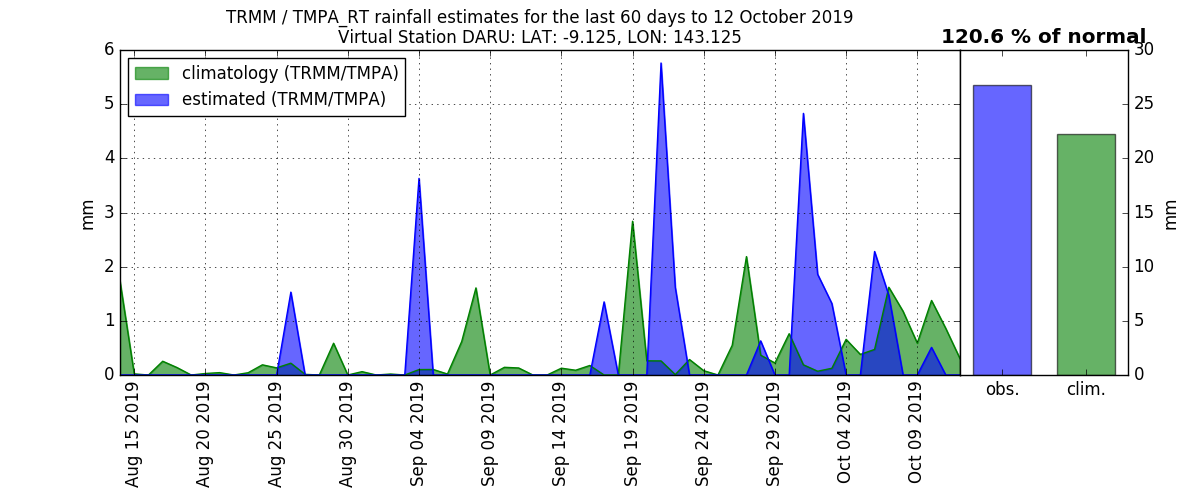 TRMM / TMPA_RT rainfall estimates for the last 60 days to 12 October 2019
Virtual Station DARU: LAT: -9.125, LON: 143.125
120.6 % of normal
climatology (TRMM/TMPA)
estimated (TRMM/TMPA)
mm
6
5
4
3
2
1
0
Aug 15 2019
Aug 20 2019
Aug 25 2019
Aug 30 2019
Sep 04 2019
Sep 09 2019
Sep 14 2019
Sep 19 2019
Sep 24 2019
Sep 29 2019
Oct 04 2019
Oct 09 2019
obs.
clim.
30
25
20
15
10
5
0
mm